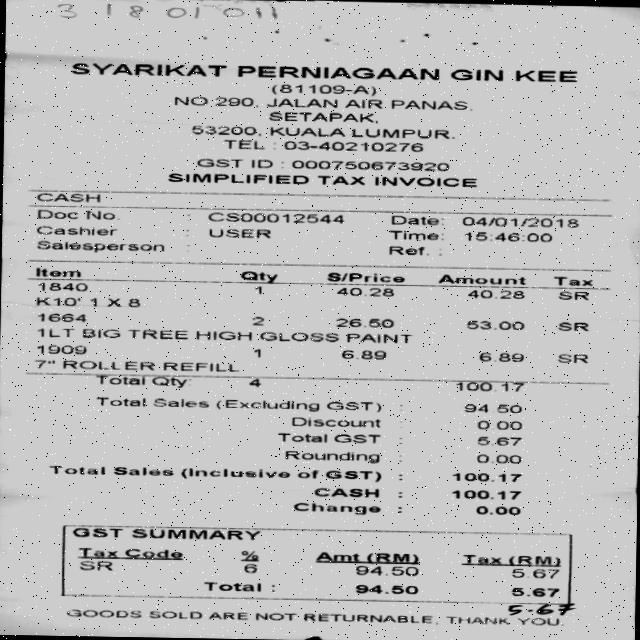 3 1 8 01 011
SYARIKAT PERNIAGAAN GIN KEE
(81109-A)
NO 290, JALAN AIR PANAS,
SETAPAK,
53200, KUALA LUMPUR.
TEL : 03-40210276
GST ID : 000750673920
SIMPLIFIED TAX INVOICE
CASH
Doc No. : CS00012544 Date: 04/01/2018
Cashier : USER Time: 15:46:00
Salesperson : Ref. :
Item Qty S/Price Amount Tax
1840 1 40.28 40.28 SR
K10' 1 X 8
1664 2 26.50 53.00 SR
1LT BIG TREE HIGH GLOSS PAINT
1909 1 6.89 6.89 SR
7" ROLLER REFILL
Total Qty: 4 100.17
Total Sales (Excluding GST) : 94.50
Discount : 0.00
Total GST : 5.67
Rounding : 0.00
Total Sales (Inclusive of GST) : 100.17
CASH : 100.17
Change : 0.00
GST SUMMARY
Tax Code % Amt (RM) Tax (RM)
SR 6 94.50 5.67
Total : 94.50 5.67
5.67
GOODS SOLD ARE NOT RETURNABLE, THANK YOU.